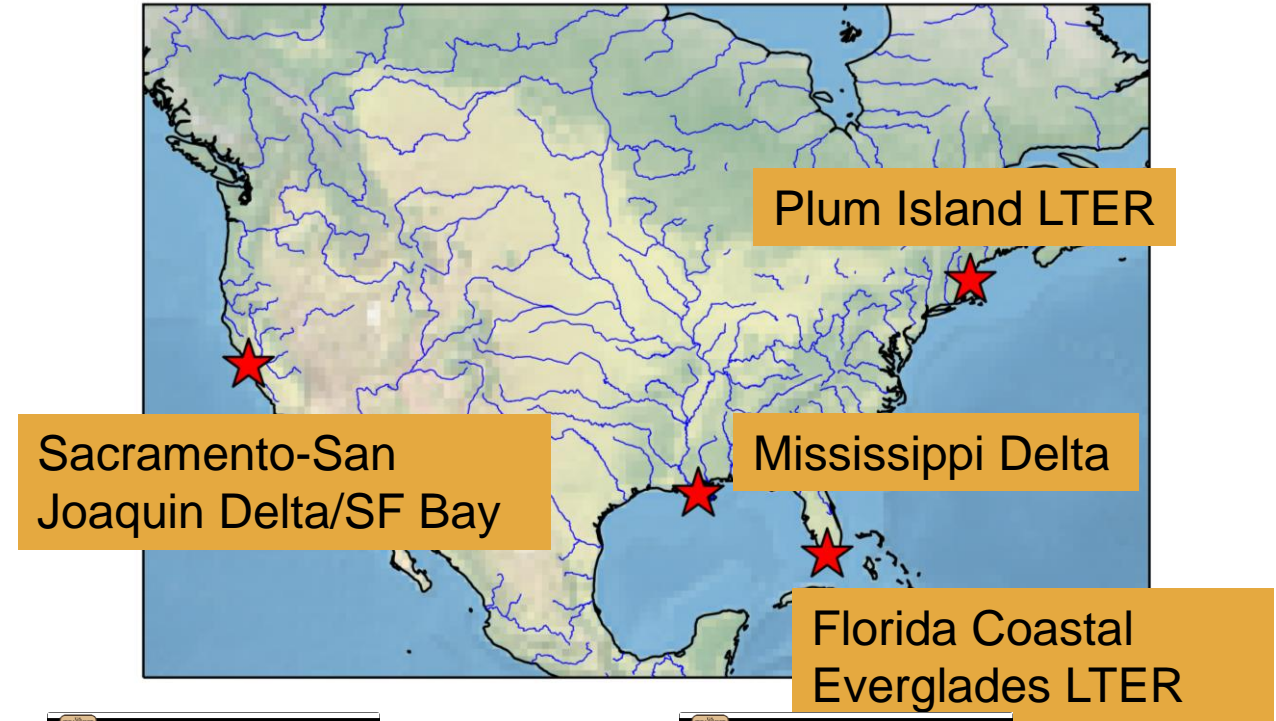 Plum Island LTER
Sacramento-San
Joaquin Delta/SF Bay
Mississippi Delta
Florida Coastal
Everglades LTER